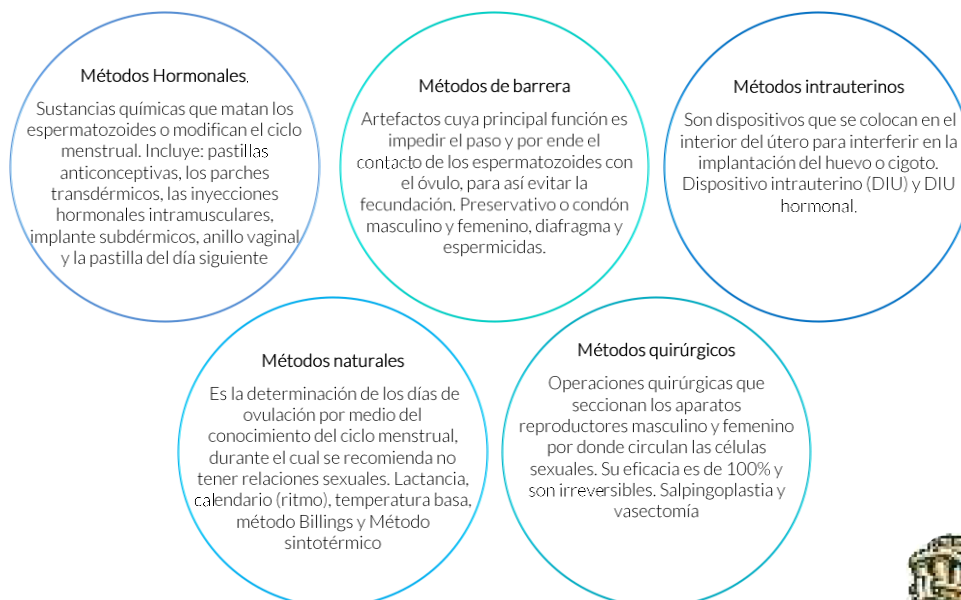 Métodos Hormonales.
Sustancias químicas que matan los
espermatozoides o modifican el ciclo
menstrual. Incluye: pastillas
anticonceptivas, los parches
transdérmicos, las inyecciones
hormonales intramusculares,
implante subdérmicos, anillo vaginal
y la pastilla del día siguiente
Métodos de barrera
Artefactos cuya principal función es
impedir el paso y por ende el
contacto de los espermatozoides con
el óvulo, para así evitar la
fecundación. Preservativo o condón
masculino y femenino, diafragma y
espermicidas.
Métodos intrauterinos
Son dispositivos que se colocan en el
interior del útero para interferir en la
implantación del huevo o cigoto.
Dispositivo intrauterino (DIU) y DIU
hormonal.
Métodos naturales
Es la determinación de los días de
ovulación por medio del
conocimiento del ciclo menstrual,
durante el cual se recomienda no
tener relaciones sexuales. Lactancia,
calendario (ritmo), temperatura basa,
método Billings y Método
sintotérmico
Métodos quirúrgicos
Operaciones quirúrgicas que
seccionan los aparatos
reproductores masculino y femenino
por donde circulan las células
sexuales. Su eficacia es de 100% y
son irreversibles. Salpingoplastia y
vasectomía